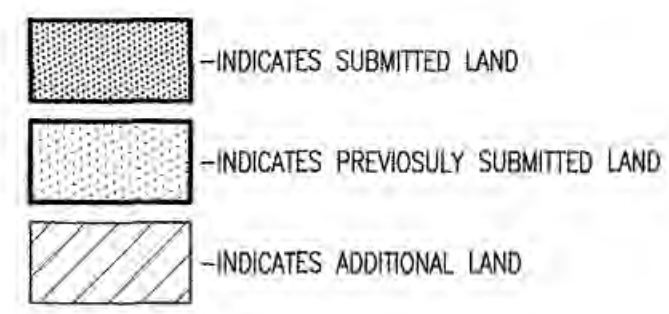 -INDICATES SUBMITTED LAND
-INDICATES PREVIOSULY SUBMITTED LAND
-INDICATES ADDITIONAL LAND